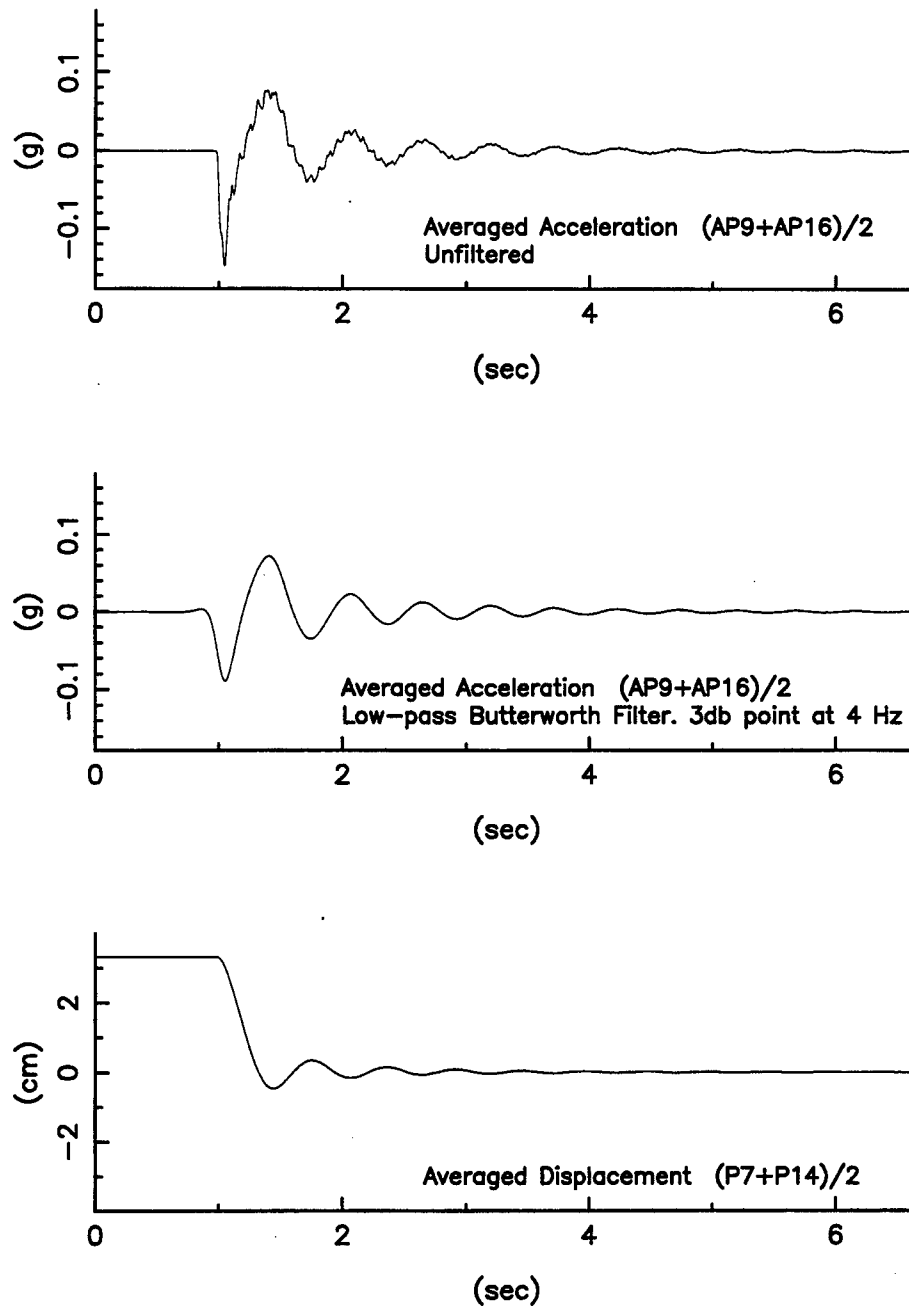 0.1
0
−0.1
(g)
Averaged Acceleration (AP9+AP16)/2
Unfiltered
0 2 4 6
(sec)
0.1
0
−0.1
(g)
Averaged Acceleration (AP9+AP16)/2
Low−pass Butterworth Filter. 3db point at 4 Hz
0 2 4 6
(sec)
2
0
−2
(cm)
Averaged Displacement (P7+P14)/2
0 2 4 6
(sec)